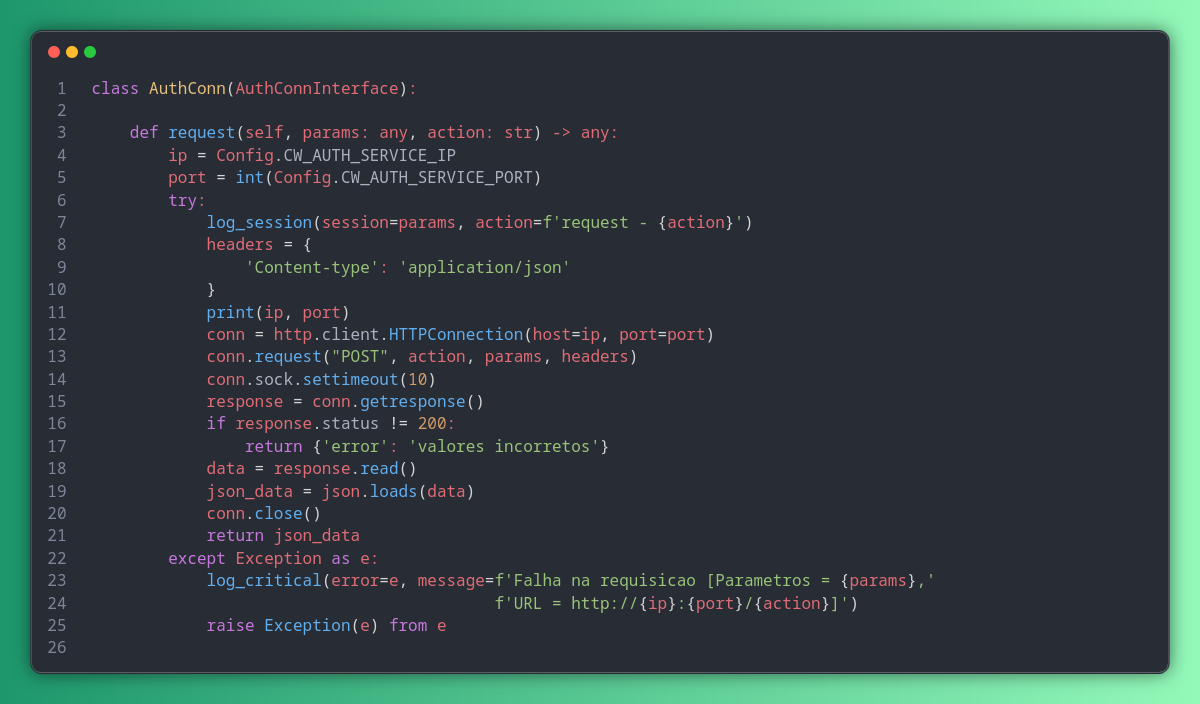 1 class AuthConn(AuthConnInterface):
2
3     def request(self, params: any, action: str) -> any:
4         ip = Config.CW_AUTH_SERVICE_IP
5         port = int(Config.CW_AUTH_SERVICE_PORT)
6         try:
7             log_session(session=params, action=f'request - {action}')
8             headers = {
9                 'Content-type': 'application/json'
10             }
11             print(ip, port)
12             conn = http.client.HTTPConnection(host=ip, port=port)
13             conn.request("POST", action, params, headers)
14             conn.sock.settimeout(10)
15             response = conn.getresponse()
16             if response.status != 200:
17                 return {'error': 'valores incorretos'}
18             data = response.read()
19             json_data = json.loads(data)
20             conn.close()
21             return json_data
22         except Exception as e:
23             log_critical(error=e, message=f'Falha na requisicao [Parametros = {params},'
24                                           f'URL = http://{ip}:{port}/{action}]')
25             raise Exception(e) from e
26